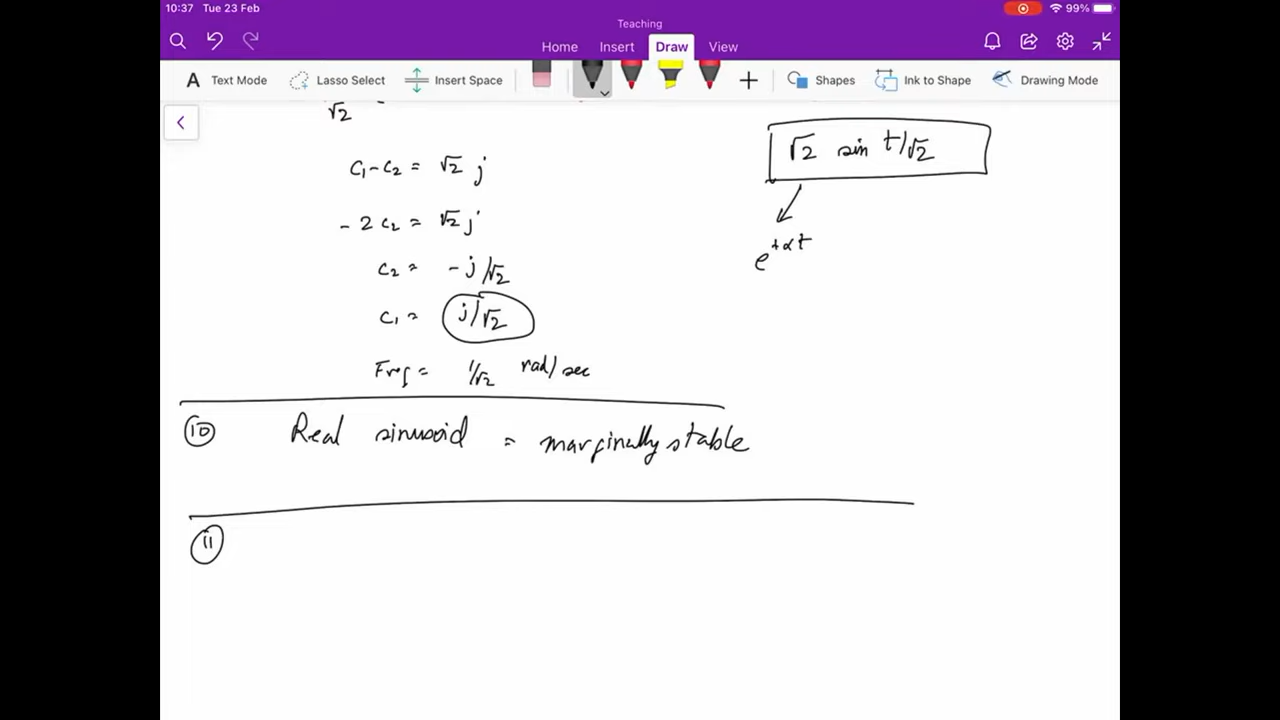 10:37 Tue 23 Feb
99%
Teaching
Home Insert Draw View
Text Mode Lasso Select Insert Space Shapes Ink to Shape Drawing Mode
√2
√2 sin t/√2
c₁-c₂ = √2 j
e^+αt
-2c₂ = √2 j
c₂ = -j/√2
c₁ = j/√2
Freq = 1/√2 rad/sec
10 Real sinusoid = marginally stable
11